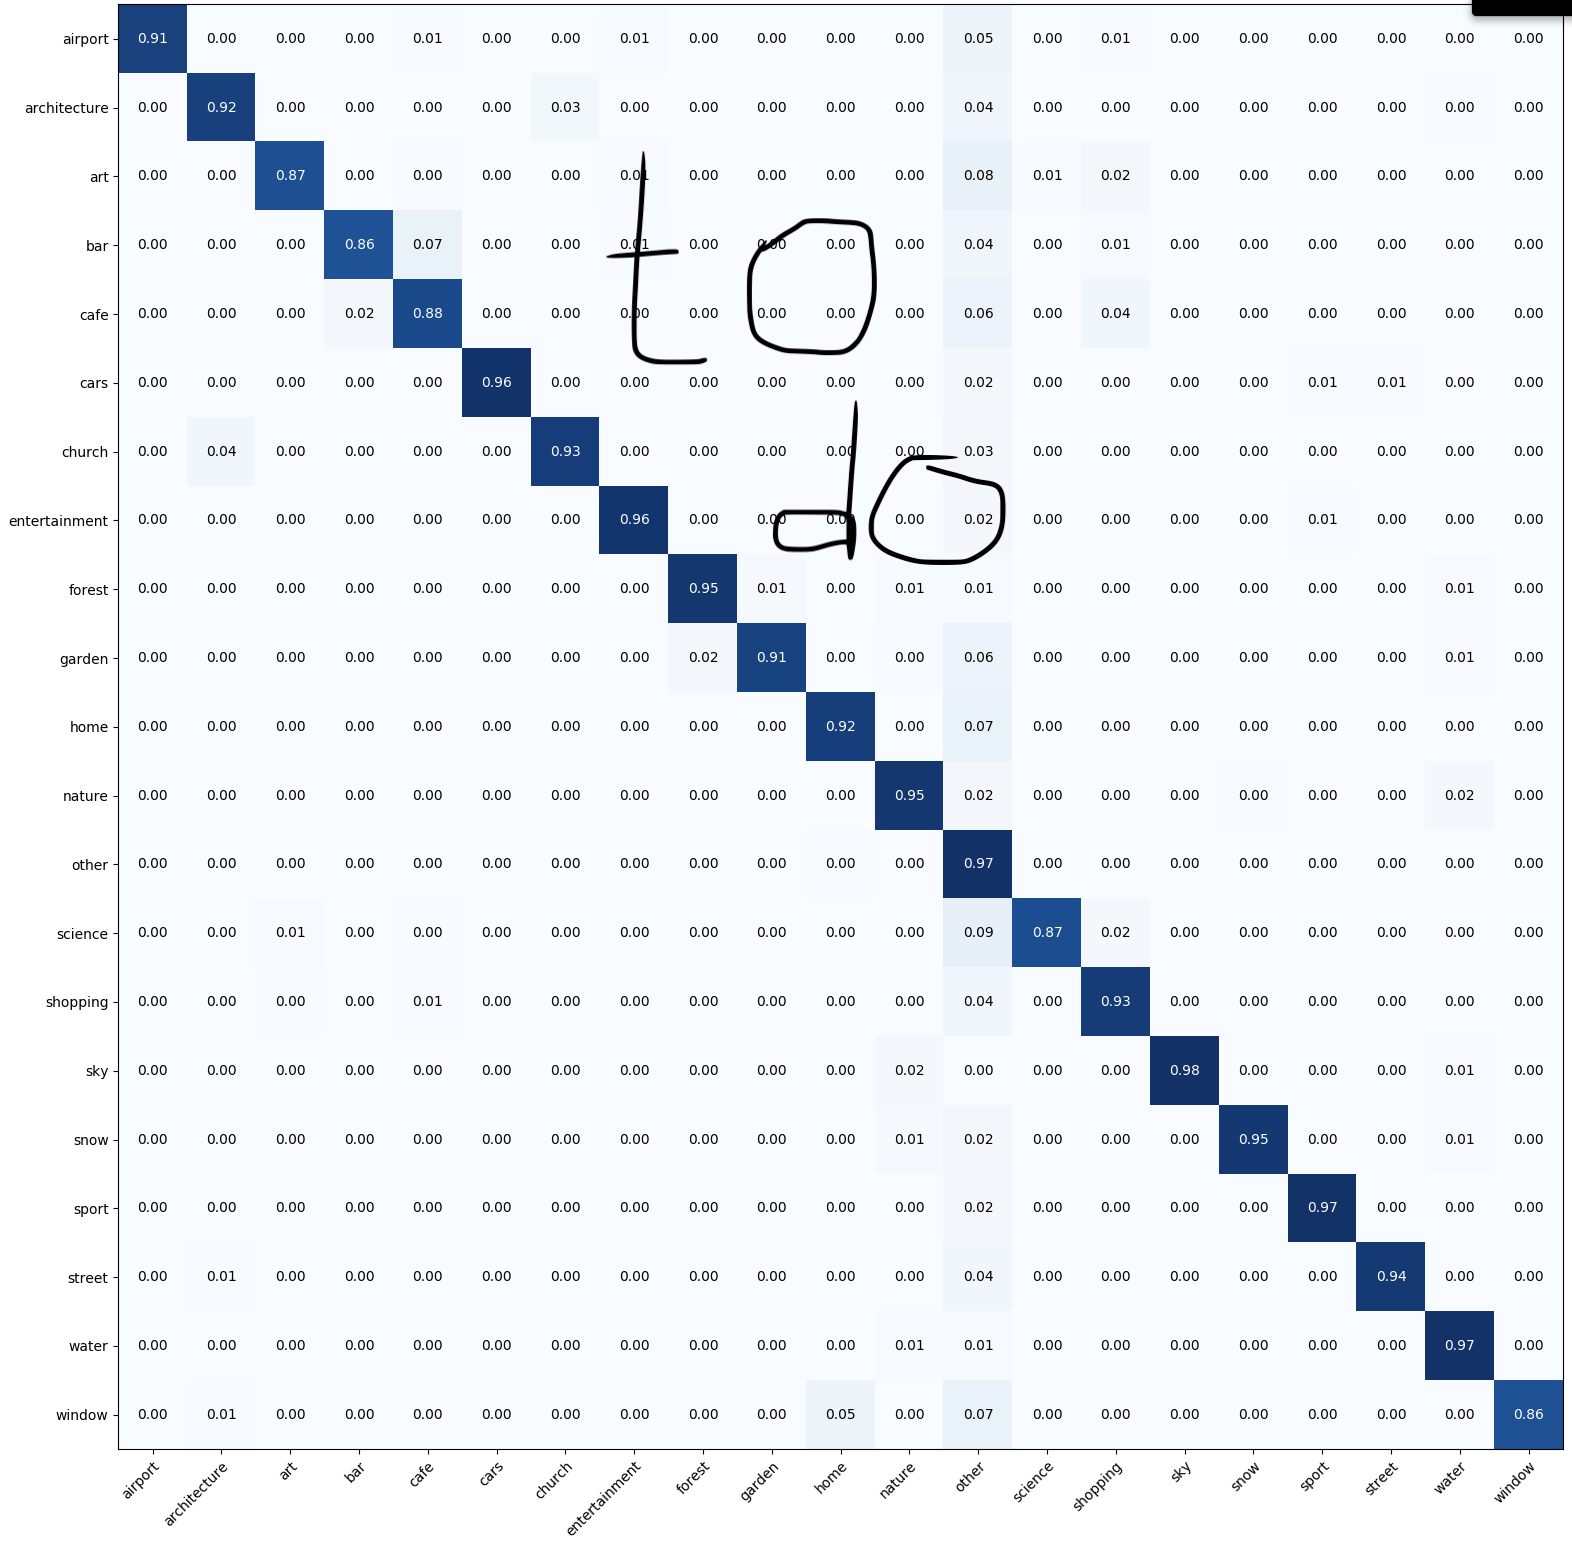 airport 0.91 0.00 0.00 0.00 0.01 0.00 0.00 0.01 0.00 0.00 0.00 0.00 0.05 0.00 0.01 0.00 0.00 0.00 0.00 0.00 0.00
architecture 0.00 0.92 0.00 0.00 0.00 0.00 0.03 0.00 0.00 0.00 0.00 0.00 0.04 0.00 0.00 0.00 0.00 0.00 0.00 0.00 0.00
art 0.00 0.00 0.87 0.00 0.00 0.00 0.00 0.01 0.00 0.00 0.00 0.00 0.08 0.01 0.02 0.00 0.00 0.00 0.00 0.00 0.00
bar 0.00 0.00 0.00 0.86 0.07 0.00 0.00 0.01 0.00 0.00 0.00 0.00 0.04 0.00 0.01 0.00 0.00 0.00 0.00 0.00 0.00
to
cafe 0.00 0.00 0.00 0.02 0.88 0.00 0.00 0.00 0.00 0.00 0.00 0.00 0.06 0.00 0.04 0.00 0.00 0.00 0.00 0.00 0.00
cars 0.00 0.00 0.00 0.00 0.00 0.96 0.00 0.00 0.00 0.00 0.00 0.00 0.02 0.00 0.00 0.00 0.00 0.01 0.01 0.00 0.00
church 0.00 0.04 0.00 0.00 0.00 0.00 0.93 0.00 0.00 0.00 0.00 0.00 0.03 0.00 0.00 0.00 0.00 0.00 0.00 0.00 0.00
do
entertainment 0.00 0.00 0.00 0.00 0.00 0.00 0.00 0.96 0.00 0.00 0.00 0.00 0.02 0.00 0.00 0.00 0.00 0.01 0.00 0.00 0.00
forest 0.00 0.00 0.00 0.00 0.00 0.00 0.00 0.00 0.95 0.01 0.00 0.01 0.01 0.00 0.00 0.00 0.00 0.00 0.00 0.01 0.00
garden 0.00 0.00 0.00 0.00 0.00 0.00 0.00 0.00 0.02 0.91 0.00 0.00 0.06 0.00 0.00 0.00 0.00 0.00 0.00 0.01 0.00
home 0.00 0.00 0.00 0.00 0.00 0.00 0.00 0.00 0.00 0.00 0.92 0.00 0.07 0.00 0.00 0.00 0.00 0.00 0.00 0.00 0.00
nature 0.00 0.00 0.00 0.00 0.00 0.00 0.00 0.00 0.00 0.00 0.00 0.95 0.02 0.00 0.00 0.00 0.00 0.00 0.00 0.02 0.00
other 0.00 0.00 0.00 0.00 0.00 0.00 0.00 0.00 0.00 0.00 0.00 0.00 0.97 0.00 0.00 0.00 0.00 0.00 0.00 0.00 0.00
science 0.00 0.00 0.01 0.00 0.00 0.00 0.00 0.00 0.00 0.00 0.00 0.00 0.09 0.87 0.02 0.00 0.00 0.00 0.00 0.00 0.00
shopping 0.00 0.00 0.00 0.00 0.01 0.00 0.00 0.00 0.00 0.00 0.00 0.00 0.04 0.00 0.93 0.00 0.00 0.00 0.00 0.00 0.00
sky 0.00 0.00 0.00 0.00 0.00 0.00 0.00 0.00 0.00 0.00 0.00 0.02 0.00 0.00 0.00 0.98 0.00 0.00 0.00 0.01 0.00
snow 0.00 0.00 0.00 0.00 0.00 0.00 0.00 0.00 0.00 0.00 0.00 0.01 0.02 0.00 0.00 0.00 0.95 0.00 0.00 0.01 0.00
sport 0.00 0.00 0.00 0.00 0.00 0.00 0.00 0.00 0.00 0.00 0.00 0.00 0.02 0.00 0.00 0.00 0.00 0.97 0.00 0.00 0.00
street 0.00 0.01 0.00 0.00 0.00 0.00 0.00 0.00 0.00 0.00 0.00 0.00 0.04 0.00 0.00 0.00 0.00 0.00 0.94 0.00 0.00
water 0.00 0.00 0.00 0.00 0.00 0.00 0.00 0.00 0.00 0.00 0.00 0.01 0.01 0.00 0.00 0.00 0.00 0.00 0.00 0.97 0.00
window 0.00 0.01 0.00 0.00 0.00 0.00 0.00 0.00 0.00 0.00 0.05 0.00 0.07 0.00 0.00 0.00 0.00 0.00 0.00 0.00 0.86
airport architecture art bar cafe cars church entertainment forest garden home nature other science shopping sky snow sport street water window